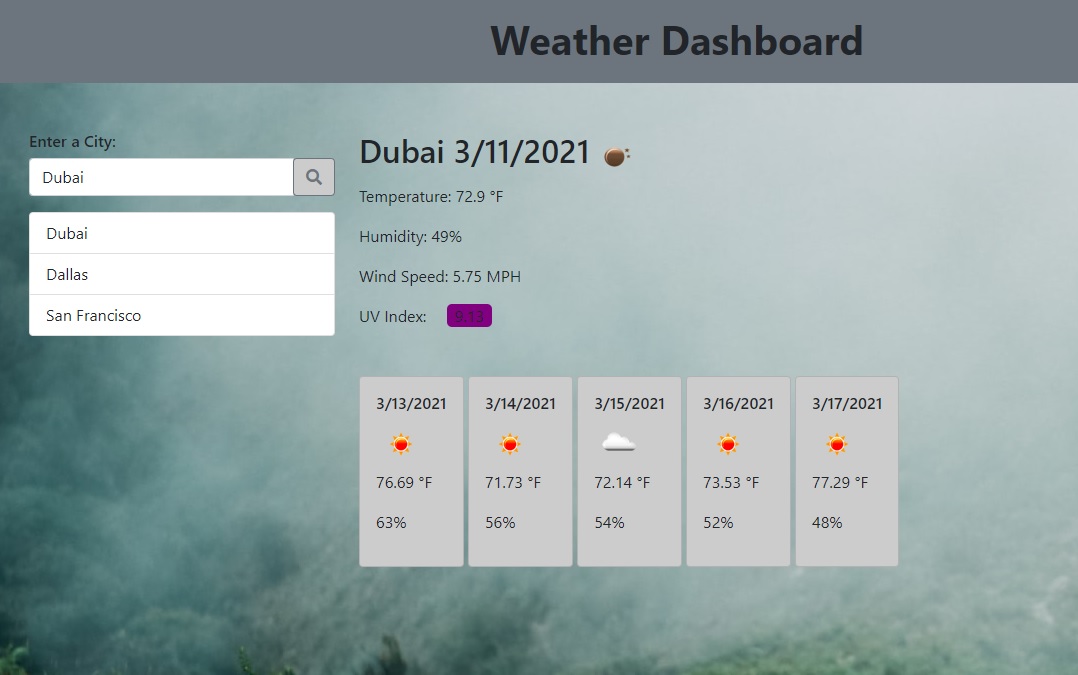 Weather Dashboard
Enter a City:
Dubai
Dubai
Dallas
San Francisco
Dubai 3/11/2021
Temperature: 72.9 °F
Humidity: 49%
Wind Speed: 5.75 MPH
UV Index: 9.13
3/13/2021
76.69 °F
63%
3/14/2021
71.73 °F
56%
3/15/2021
72.14 °F
54%
3/16/2021
73.53 °F
52%
3/17/2021
77.29 °F
48%